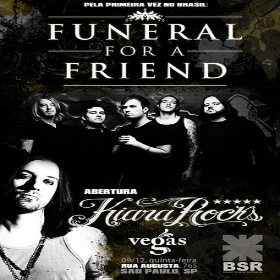 PELA PRIMEIRA VEZ NO BRASIL:
FUNERAL
FOR A
FRIEND
ABERTURA
Kiara Rocks
vegas
09/12, quinta-feira
RUA AUGUSTA, 765
SÃO PAULO, SP
BSR